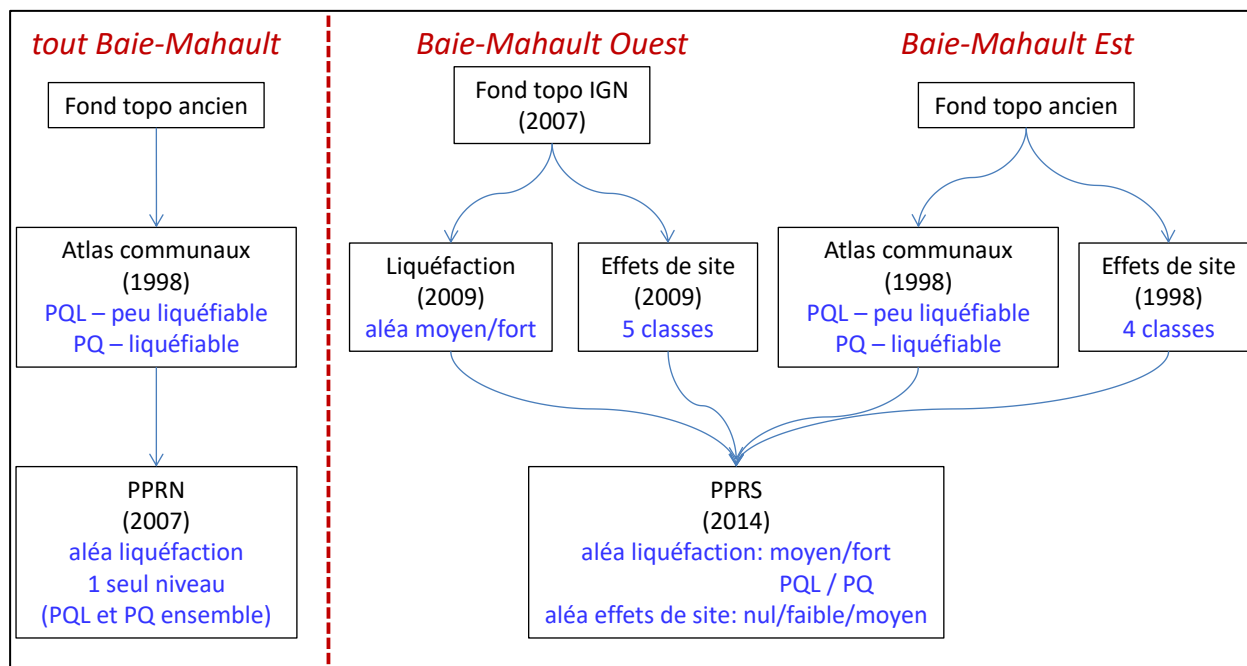 tout Baie-Mahault
Fond topo ancien
Atlas communaux
(1998)
PQL – peu liquéfiable
PQ – liquéfiable
PPRN
(2007)
aléa liquéfaction
1 seul niveau
(PQL et PQ ensemble)
Baie-Mahault Ouest
Fond topo IGN
(2007)
Liquéfaction
(2009)
aléa moyen/fort
Effets de site
(2009)
5 classes
Baie-Mahault Est
Fond topo ancien
Atlas communaux
(1998)
PQL – peu liquéfiable
PQ – liquéfiable
Effets de site
(1998)
4 classes
PPRS
(2014)
aléa liquéfaction: moyen/fort
PQL / PQ
aléa effets de site: nul/faible/moyen